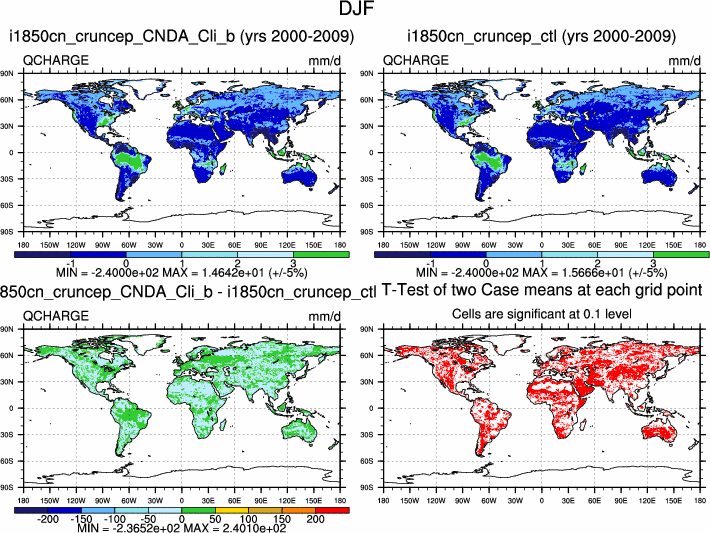 DJF
i1850cn_cruncep_CNDA_Cli_b (yrs 2000-2009)
i1850cn_cruncep_ctl (yrs 2000-2009)
QCHARGE mm/d
QCHARGE mm/d
90N
60N
30N
0
30S
60S
90S
90N
60N
30N
0
30S
60S
90S
180 150W 120W 90W 60W 30W 0 30E 60E 90E 120E 150E 180
180 150W 120W 90W 60W 30W 0 30E 60E 90E 120E 150E 180
-1 0 1 2 3
-1 0 1 2 3
MIN = -2.4000e+02 MAX = 1.4642e+01 (+/-5%)
MIN = -2.4000e+02 MAX = 1.5666e+01 (+/-5%)
850cn_cruncep_CNDA_Cli_b - i1850cn_cruncep_ctl
T-Test of two Case means at each grid point
QCHARGE mm/d
Cells are significant at 0.1 level
90N
60N
30N
0
30S
60S
90S
90N
60N
30N
0
30S
60S
90S
180 150W 120W 90W 60W 30W 0 30E 60E 90E 120E 150E 180
180 150W 120W 90W 60W 30W 0 30E 60E 90E 120E 150E 180
-200 -150 -100 -50 0 50 100 150 200
MIN = -2.3652e+02 MAX = 2.4010e+02